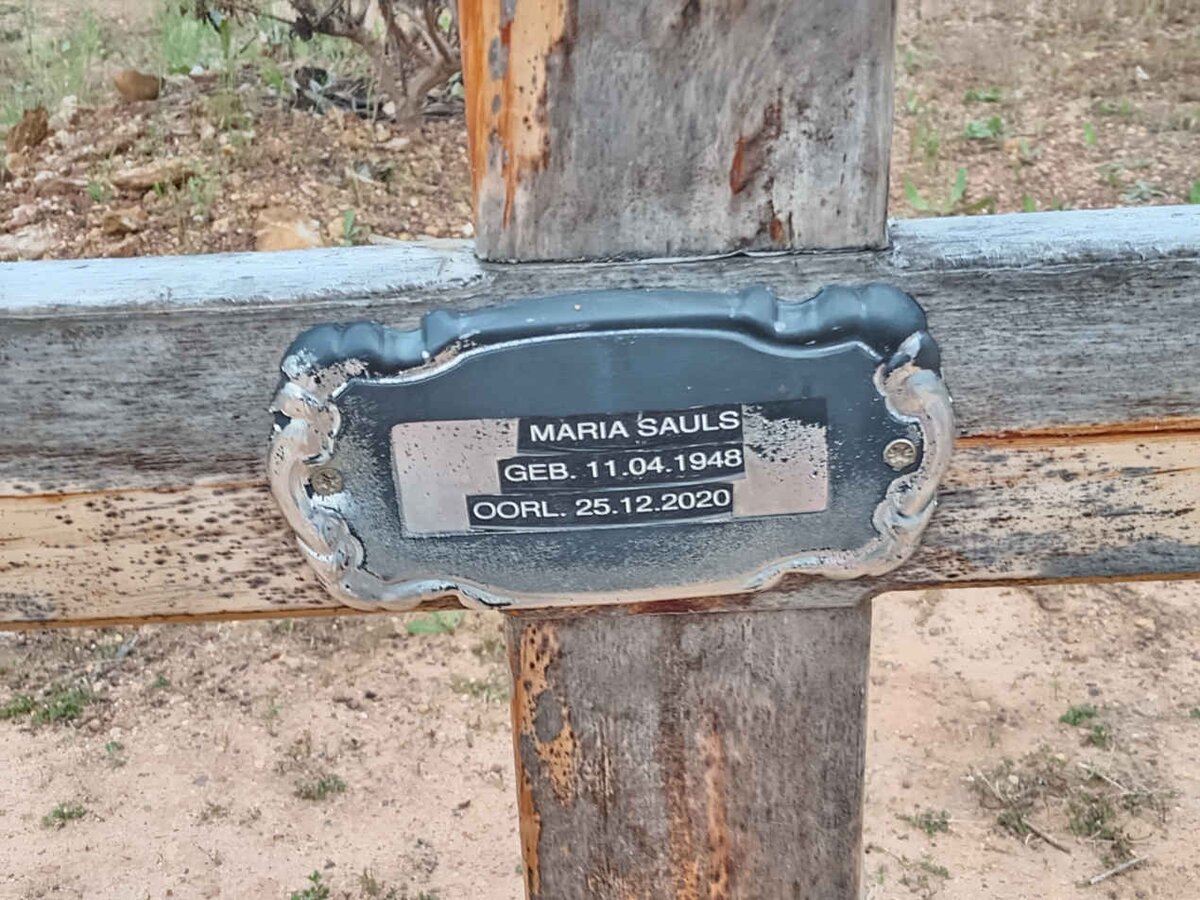 MARIA SAULS
GEB. 11.04.1948
OORL. 25.12.2020